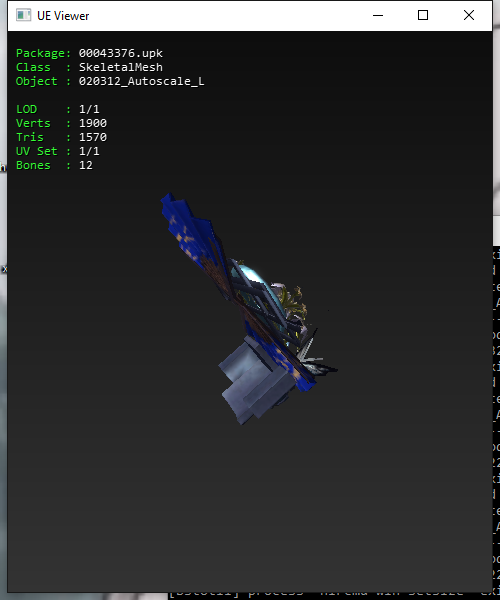 UE Viewer
Package: 00043376.upk
Class : SkeletalMesh
Object : 020312_Autoscale_L
LOD : 1/1
Verts : 1900
Tris : 1570
UV Set : 1/1
Bones : 12